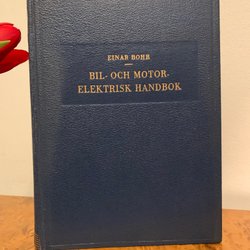 EINAR BOHR
BIL- OCH MOTOR-
ELEKTRISK HANDBOK